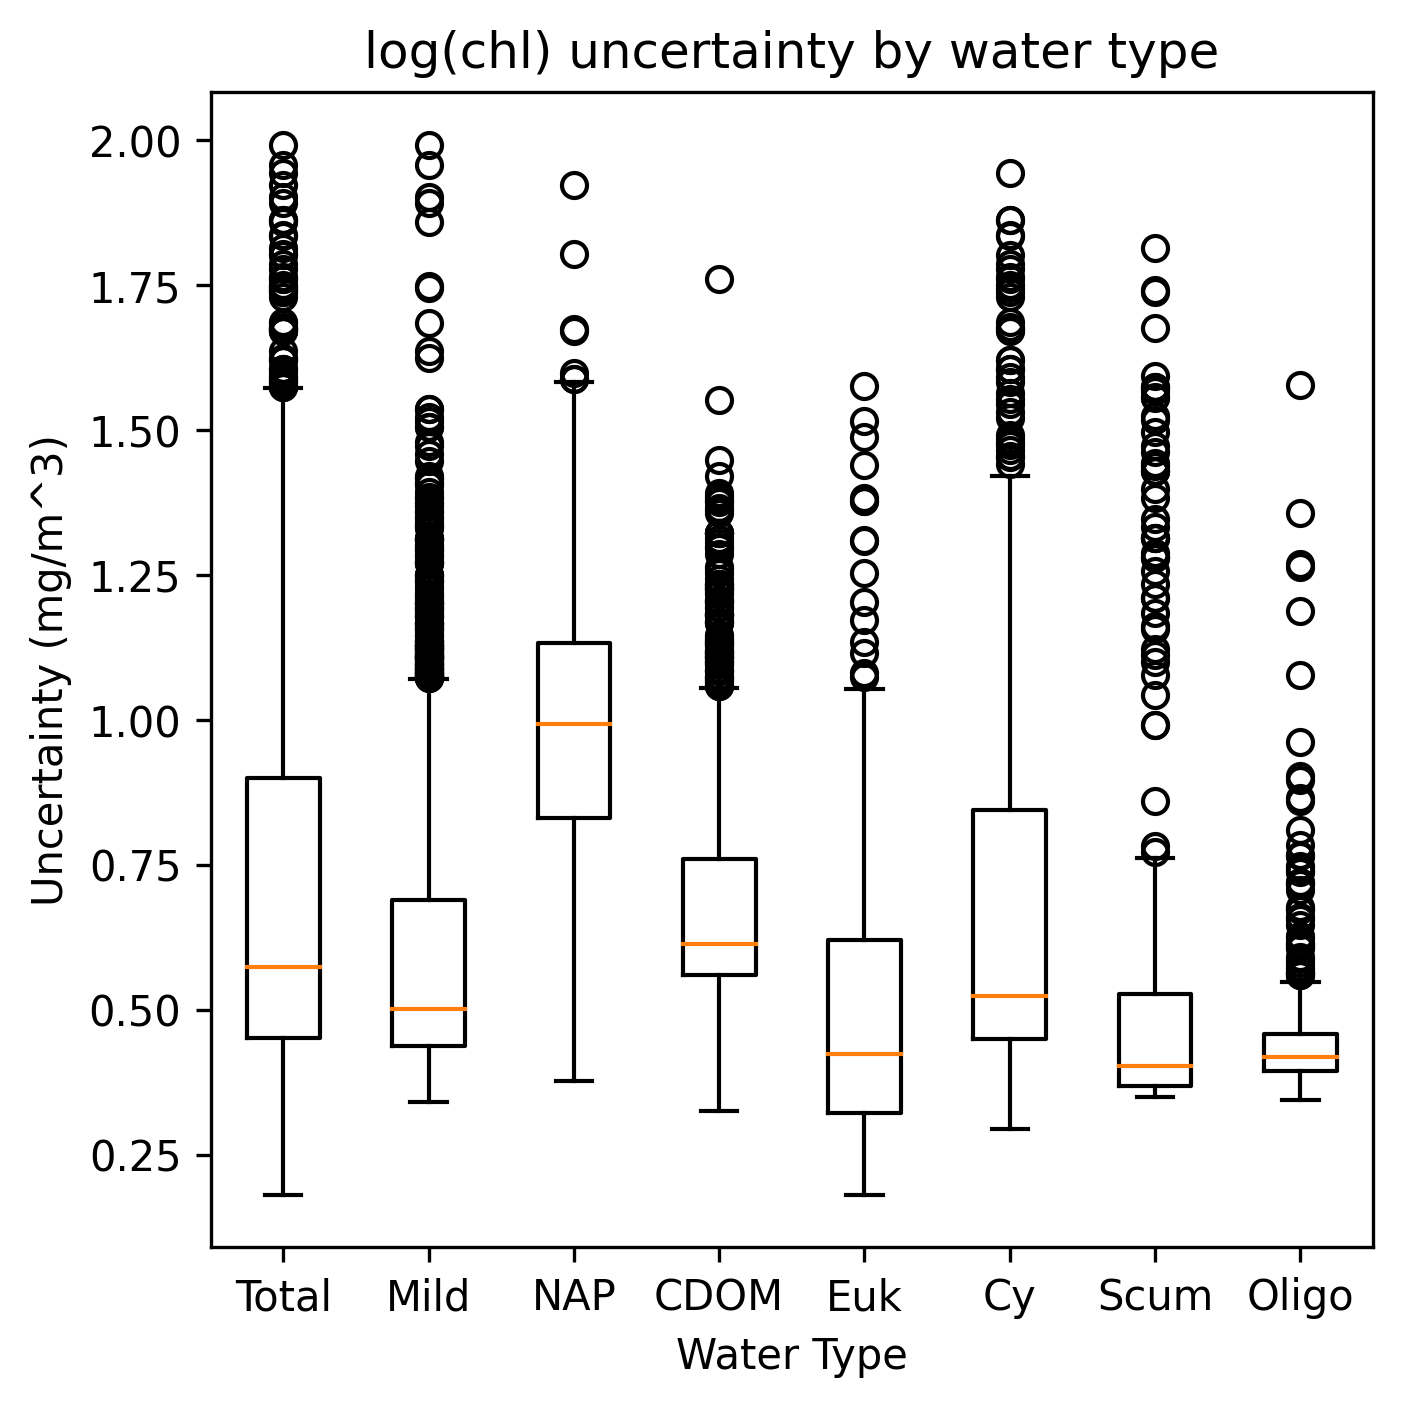 log(chl) uncertainty by water type
Uncertainty (mg/m^3)
2.00
1.75
1.50
1.25
1.00
0.75
0.50
0.25
Total Mild NAP CDOM Euk Cy Scum Oligo
Water Type